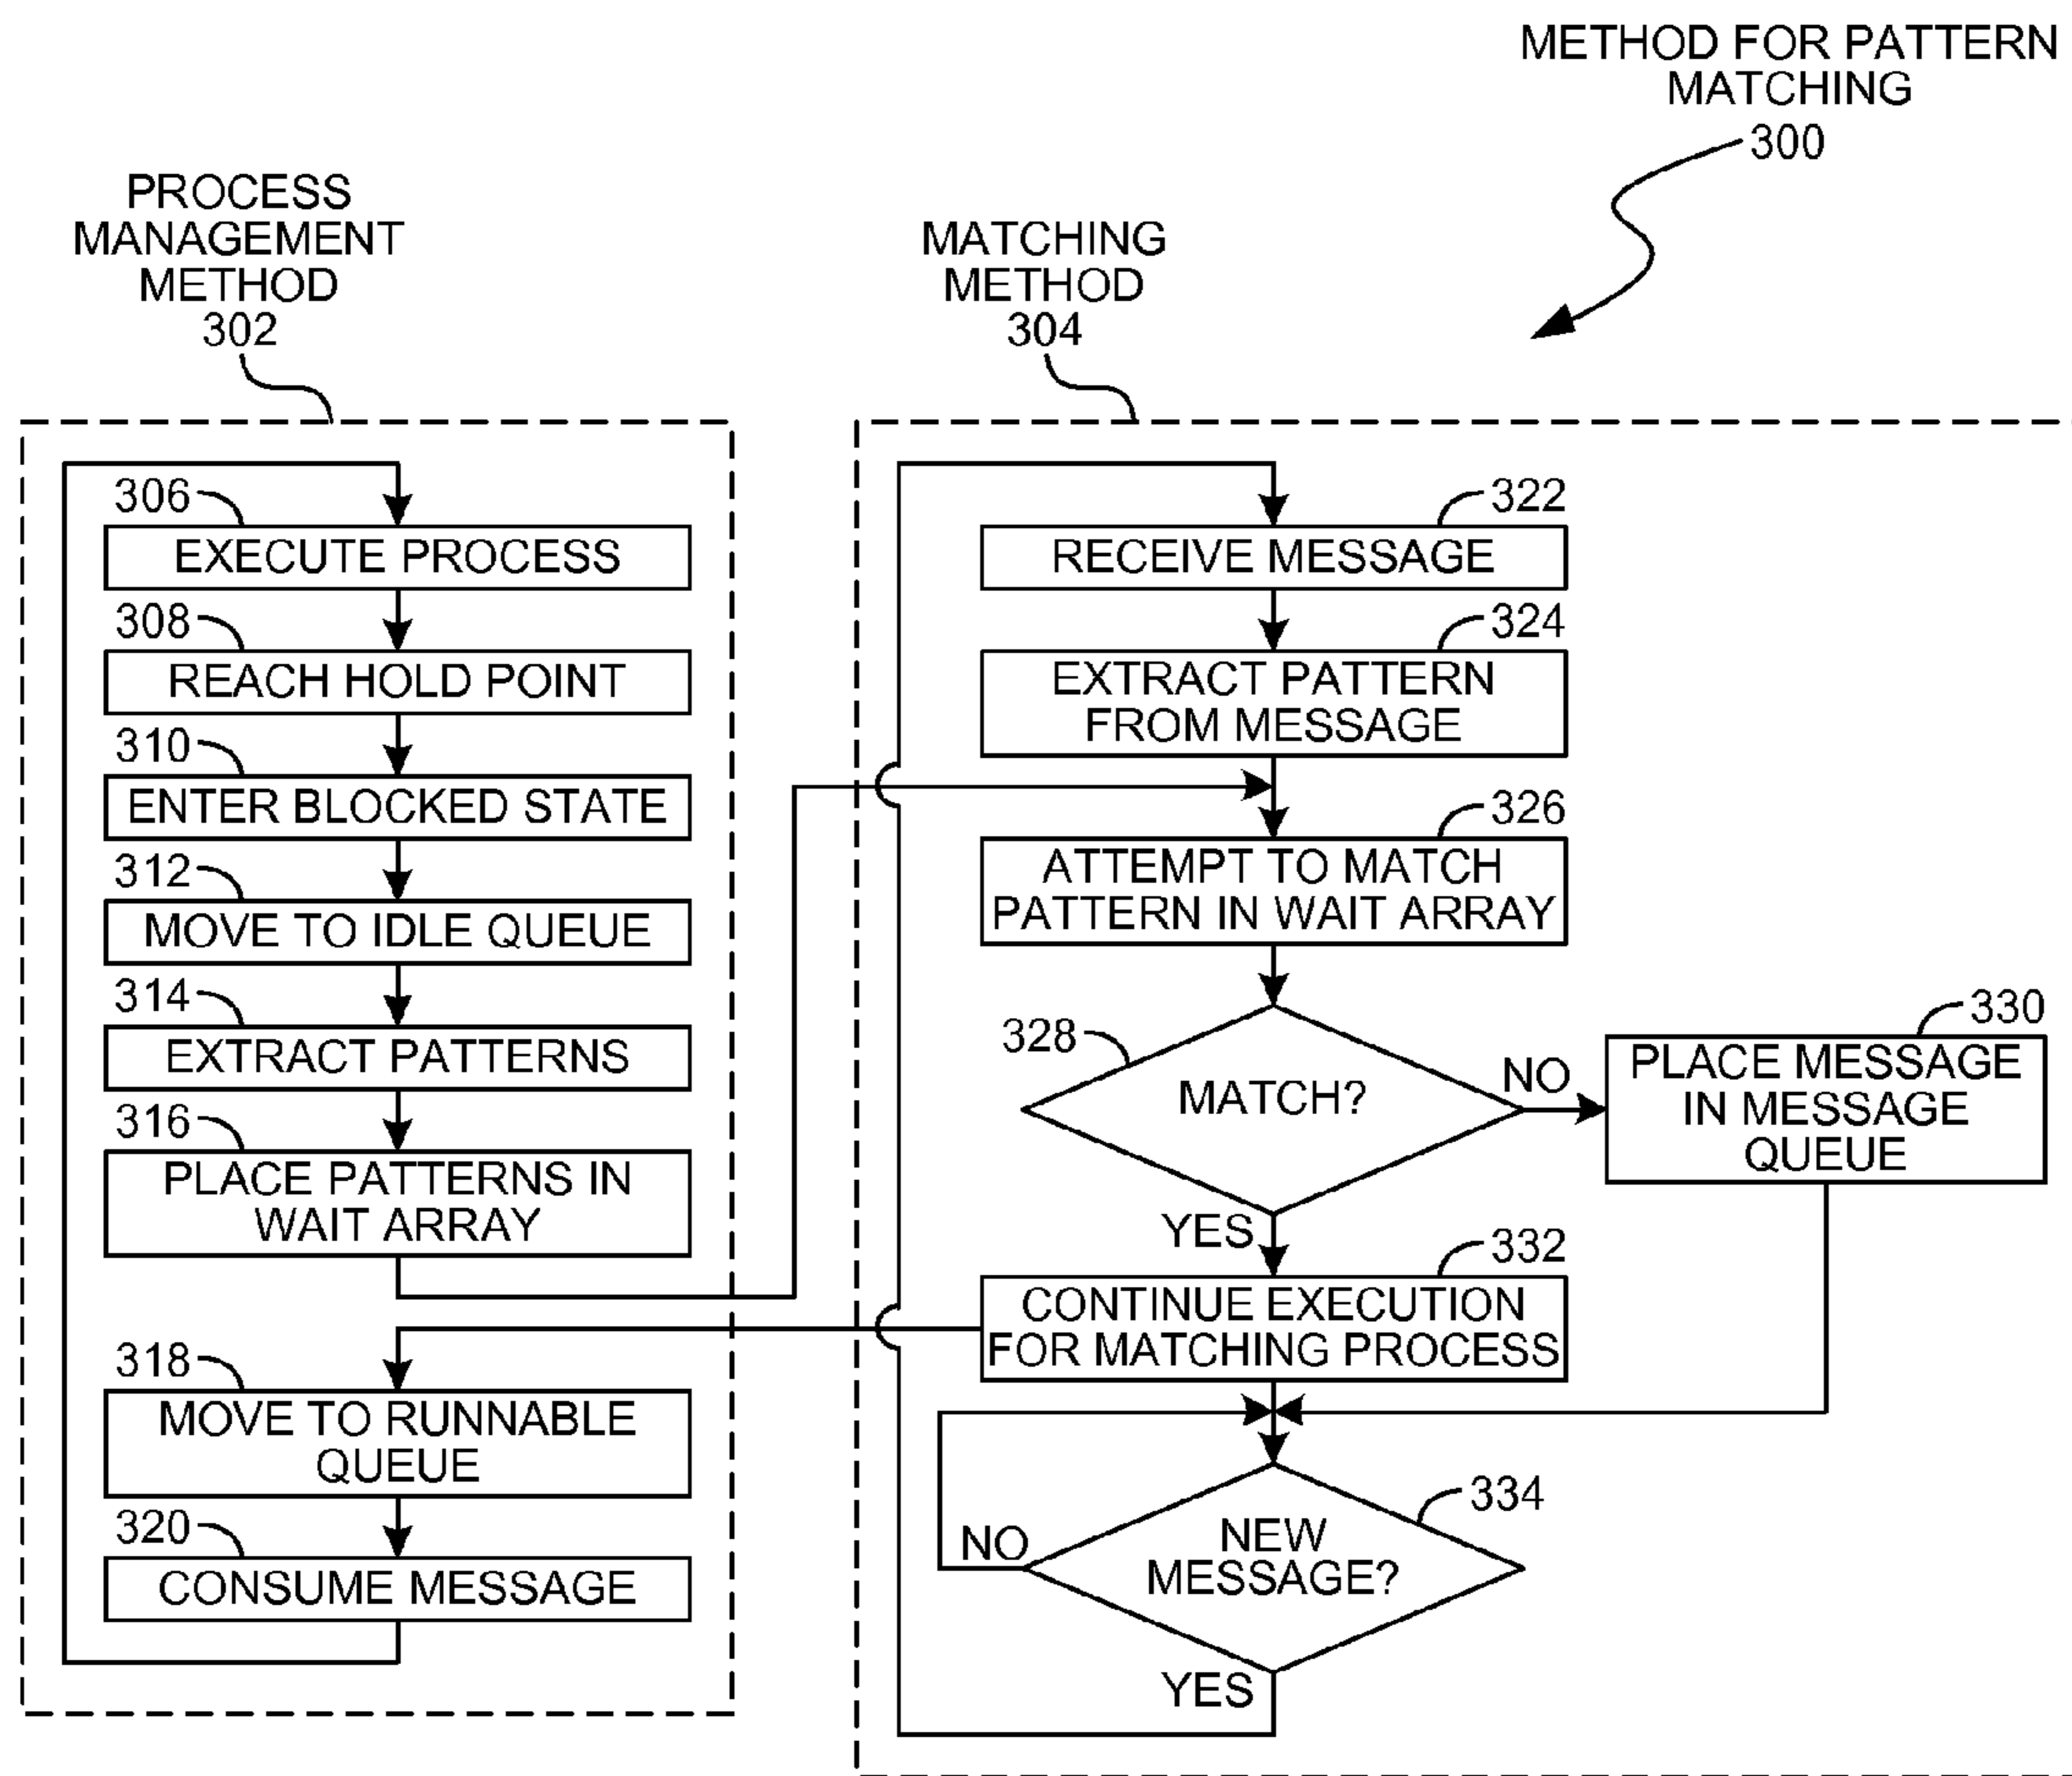 METHOD FOR PATTERN
MATCHING
300
PROCESS
MANAGEMENT
METHOD
302
MATCHING
METHOD
304
306
EXECUTE PROCESS
308
REACH HOLD POINT
310
ENTER BLOCKED STATE
312
MOVE TO IDLE QUEUE
314
EXTRACT PATTERNS
316
PLACE PATTERNS IN
WAIT ARRAY
318
MOVE TO RUNNABLE
QUEUE
320
CONSUME MESSAGE
322
RECEIVE MESSAGE
324
EXTRACT PATTERN
FROM MESSAGE
326
ATTEMPT TO MATCH
PATTERN IN WAIT ARRAY
328
MATCH?
NO
330
PLACE MESSAGE
IN MESSAGE
QUEUE
YES
332
CONTINUE EXECUTION
FOR MATCHING PROCESS
334
NEW
MESSAGE?
NO
YES